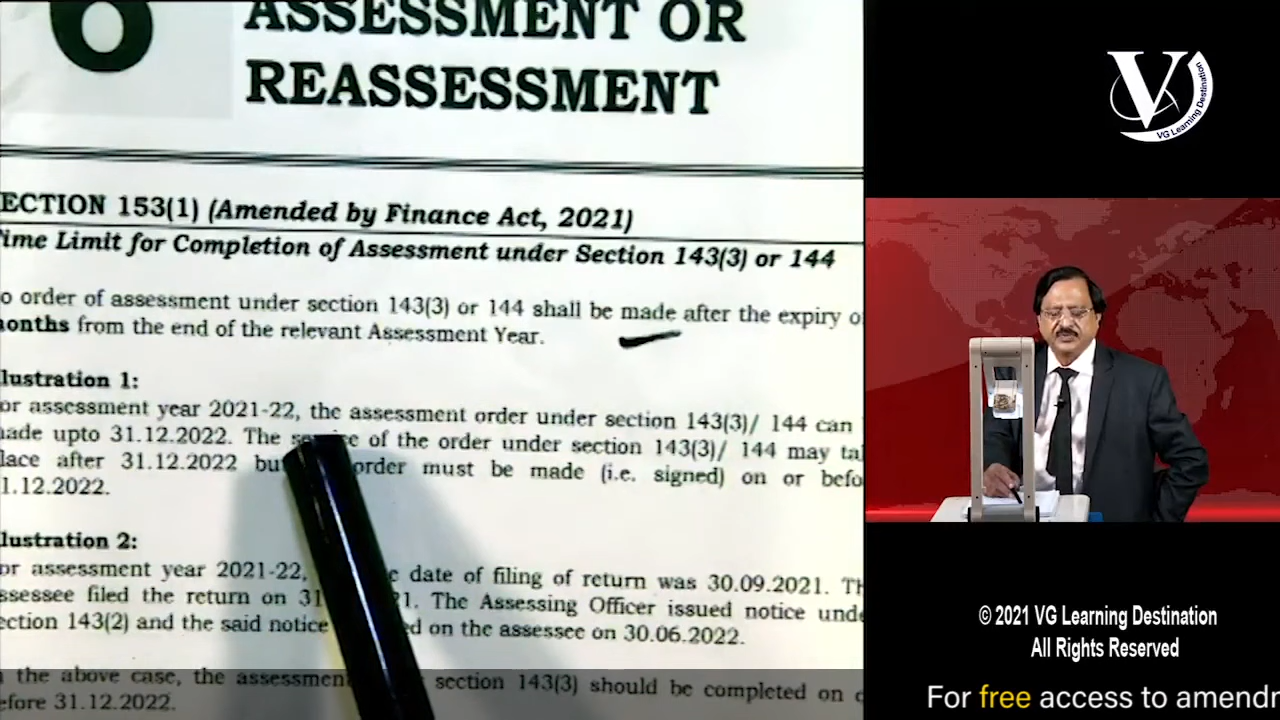 6
ASSESSMENT OR
REASSESSMENT
ECTION 153(1) (Amended by Finance Act, 2021)
ime Limit for Completion of Assessment under Section 143(3) or 144
o order of assessment under section 143(3) or 144 shall be made after the expiry o
onths from the end of the relevant Assessment Year.
lustration 1:
or assessment year 2021-22, the assessment order under section 143(3)/ 144 can
ade upto 31.12.2022. The of the order under section 143(3)/ 144 may ta
lace after 31.12.2022 bu order must be made (i.e. signed) on or befo
1.12.2022.
lustration 2:
or assessment year 2021-22, date of filing of return was 30.09.2021. Th
ssessee filed the return on 31 1. The Assessing Officer issued notice unde
ection 143(2) and the said notice ed on the assessee on 30.06.2022.
the above case, the assessment section 143(3) should be completed on
efore 31.12.2022.
V
VG Learning Destination
© 2021 VG Learning Destination
All Rights Reserved
For free access to amend